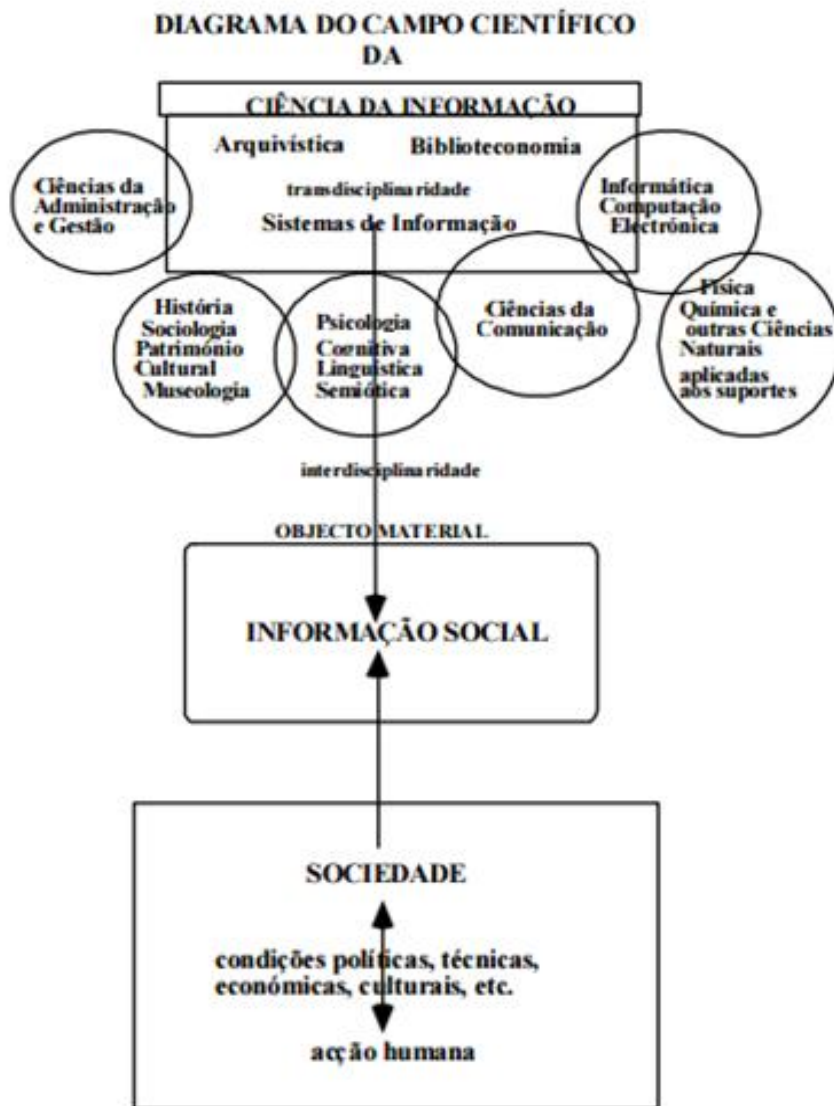 DIAGRAMA DO CAMPO CIENTÍFICO
DA
CIÊNCIA DA INFORMAÇÃO
Arquivística
Biblioteconomia
transdisciplinaridade
Sistemas de Informação
Ciências da
Administração
e Gestão
Informática
Computação
Electrónica
História
Sociologia
Património
Cultural
Museologia
Psicologia
Cognitiva
Linguística
Semiótica
Ciências da
Comunicação
Física
Química e
outras Ciências
Naturais
aplicadas
aos suportes
interdisciplinaridade
OBJECTO MATERIAL
INFORMAÇÃO SOCIAL
SOCIEDADE
condições políticas, técnicas,
económicas, culturais, etc.
acção humana